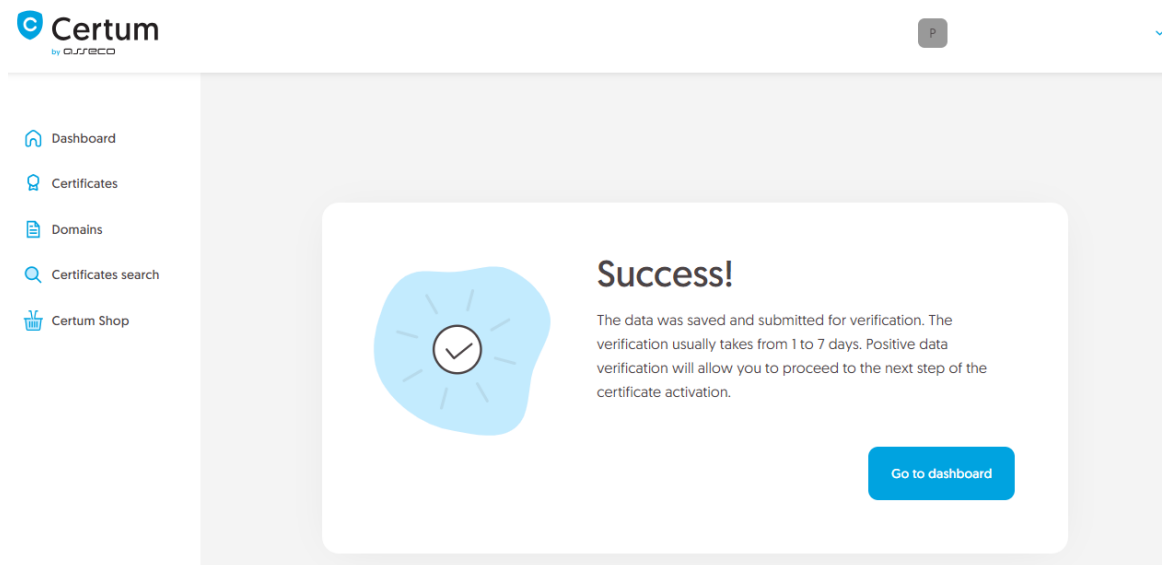 Certum
by asseco
P
Dashboard
Certificates
Domains
Certificates search
Certum Shop
Success!
The data was saved and submitted for verification. The
verification usually takes from 1 to 7 days. Positive data
verification will allow you to proceed to the next step of the
certificate activation.
Go to dashboard